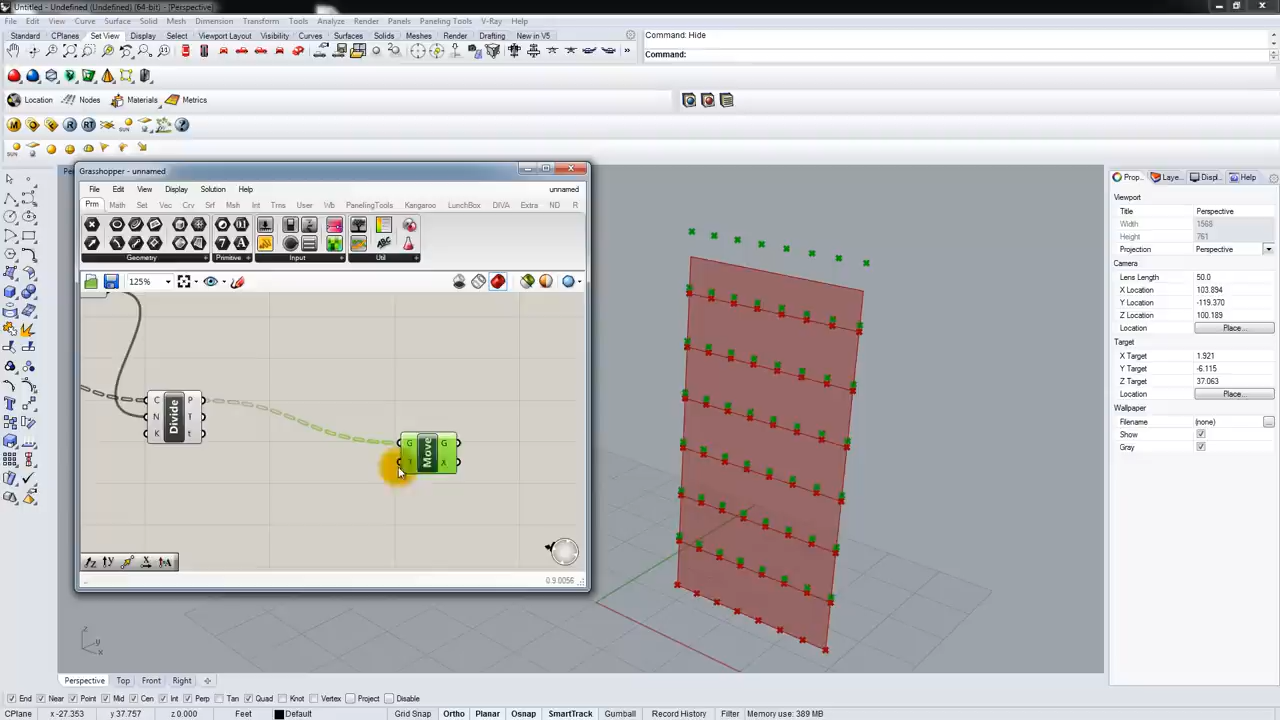 Untitled - Undefined (Undefined) (64-bit) - [Perspective]
File Edit View Curve Surface Solid Mesh Dimension Transform Tools Analyze Render Panels Paneling Tools V-Ray Help
Standard CPlanes Set View Display Select Viewport Layout Visibility Curves Surfaces Solids Meshes Render Drafting New in V5
Command: Hide
Command:
Location Nodes Materials Metrics
Grasshopper - unnamed
File Edit View Display Solution Help unnamed
Prm Math Set Vec Crv Srf Msh Int Trns User Wb PanelingTools Kangaroo LunchBox DIVA Extra ND R
Geometry Primitive Input Util
125%
C P
N Divide T
K t
G Move G
T X
0.9.0056
Prop.. Laye... Displ... Help
Viewport
Title Perspective
Width 1568
Height 761
Projection Perspective
Camera
Lens Length 50.0
X Location 103.894
Y Location -119.370
Z Location 100.189
Location Place...
Target
X Target 1.921
Y Target -6.115
Z Target 37.063
Location Place...
Wallpaper
Filename (none)
Show
Gray
z
y
x
Perspective Top Front Right
End Near Point Mid Cen Int Perp Tan Quad Knot Vertex Project Disable
CPlane x -27.353 y 37.757 z 0.000 Feet Default Grid Snap Ortho Planar Osnap SmartTrack Gumball Record History Filter Memory use: 389 MB